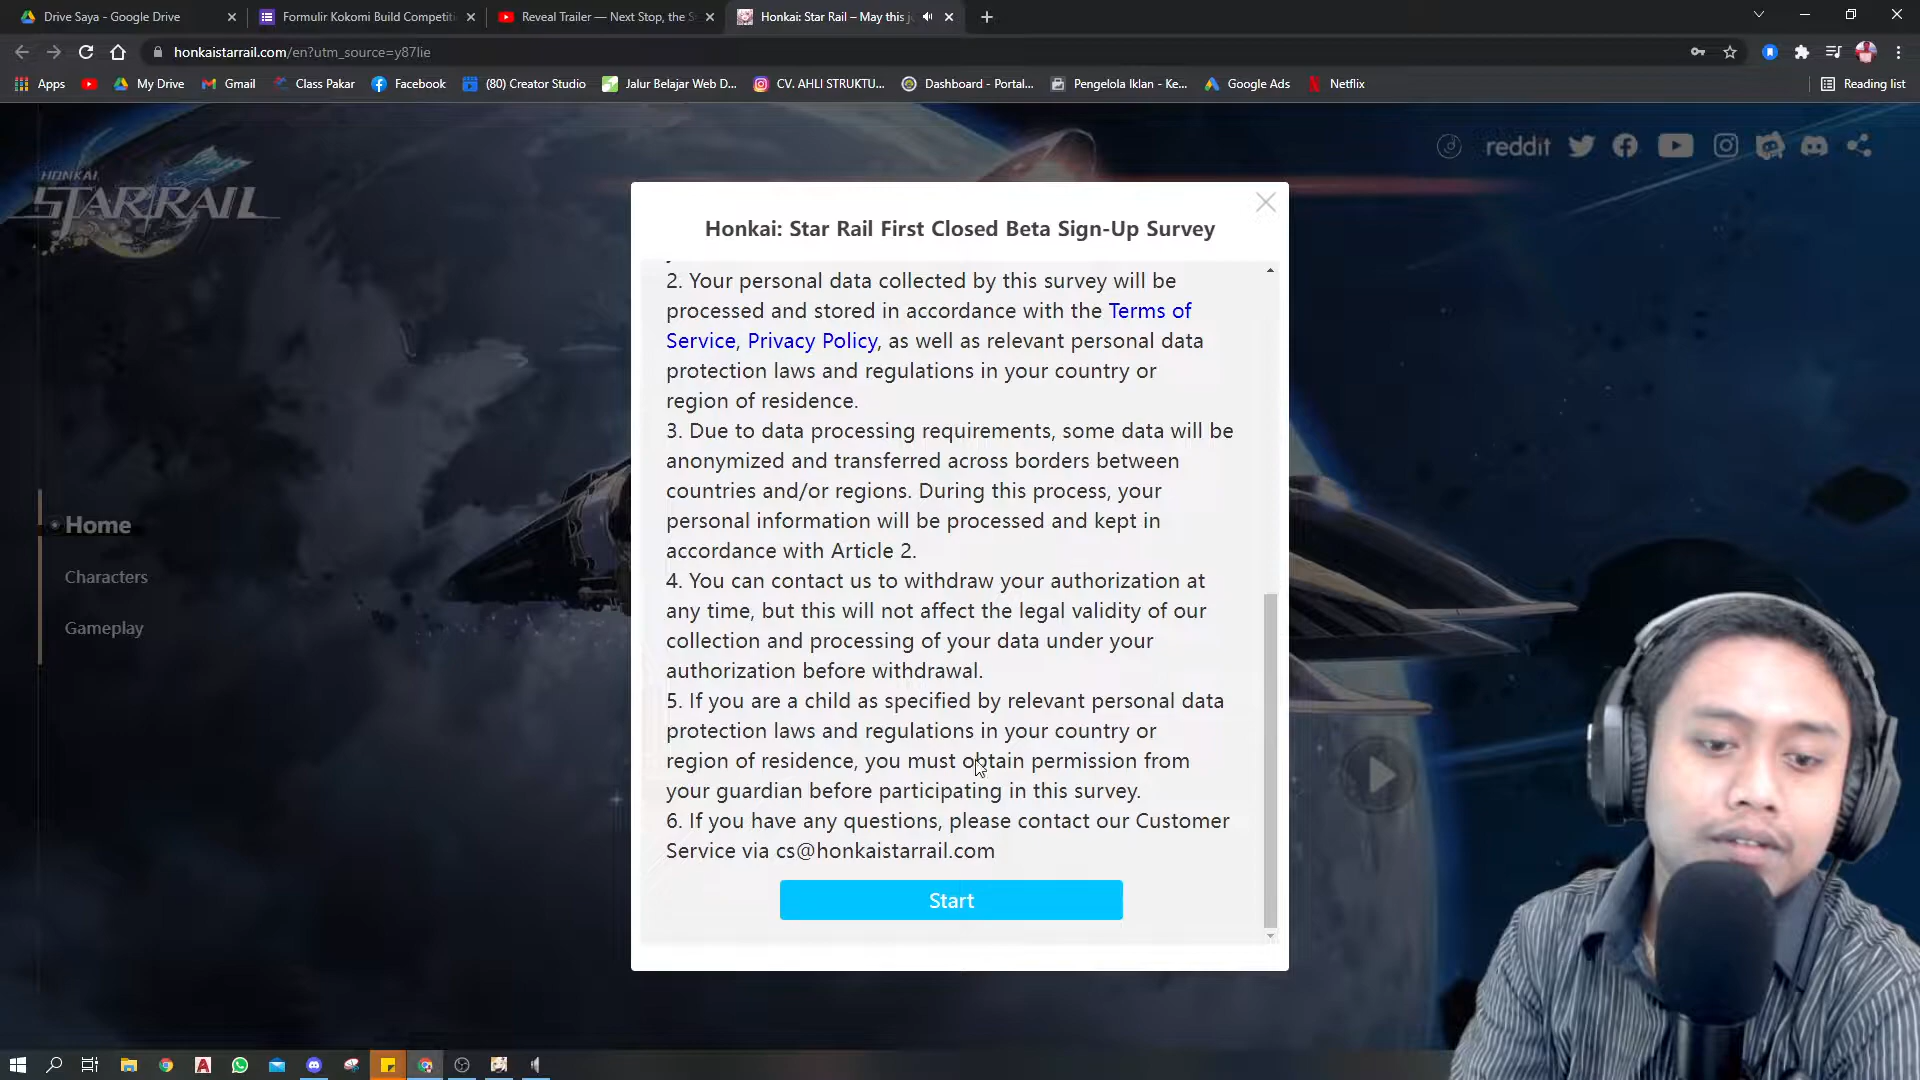 Drive Saya - Google Drive
Formulir Kokomi Build Competiti
Reveal Trailer — Next Stop, the S
Honkai: Star Rail – May this j
honkaistarrail.com/en?utm_source=y87lie
Apps
My Drive
Gmail
Class Pakar
Facebook
(80) Creator Studio
Jalur Belajar Web D...
CV. AHLI STRUKTU...
Dashboard - Portal...
Pengelola Iklan - Ke...
Google Ads
Netflix
Reading list
HONKAI
STARRAIL
reddit
Honkai: Star Rail First Closed Beta Sign-Up Survey
2. Your personal data collected by this survey will be
processed and stored in accordance with the Terms of
Service, Privacy Policy, as well as relevant personal data
protection laws and regulations in your country or
region of residence.
3. Due to data processing requirements, some data will be
anonymized and transferred across borders between
countries and/or regions. During this process, your
personal information will be processed and kept in
accordance with Article 2.
4. You can contact us to withdraw your authorization at
any time, but this will not affect the legal validity of our
collection and processing of your data under your
authorization before withdrawal.
5. If you are a child as specified by relevant personal data
protection laws and regulations in your country or
region of residence, you must obtain permission from
your guardian before participating in this survey.
6. If you have any questions, please contact our Customer
Service via cs@honkaistarrail.com
Start
Home
Characters
Gameplay